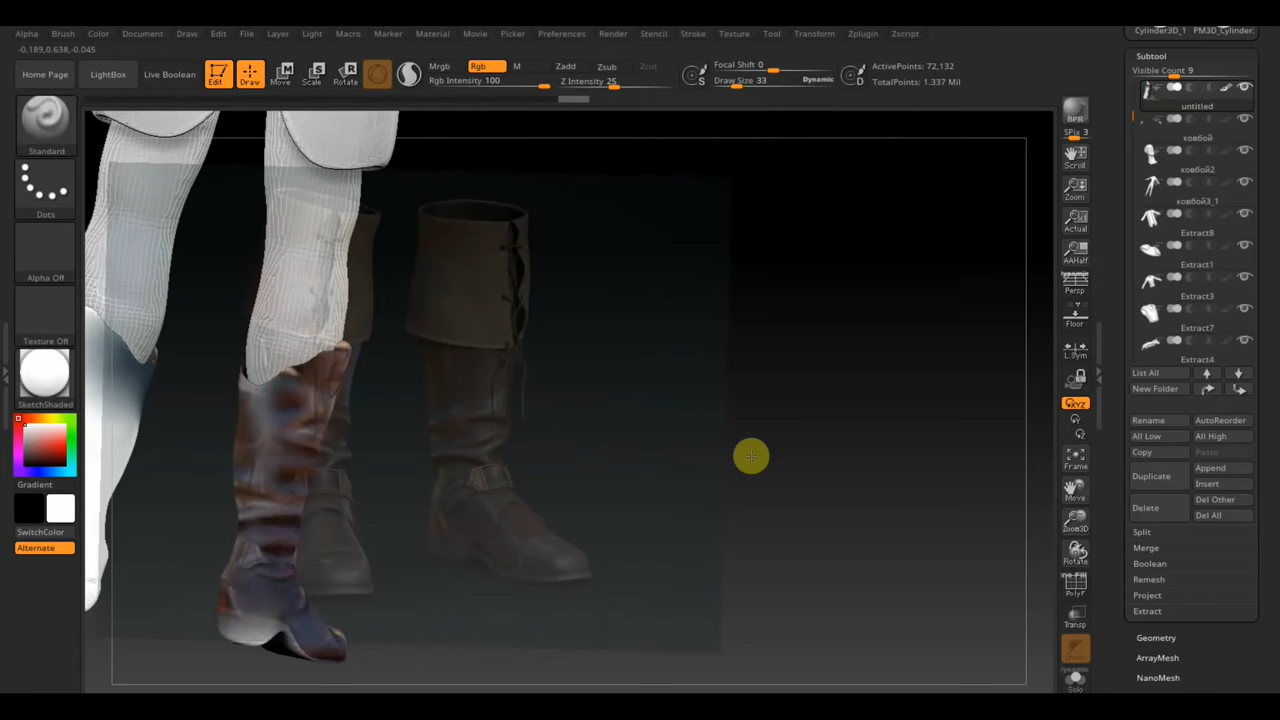 Alpha Brush Color Document Draw Edit File Layer Light Macro Marker Material Movie Picker Preferences Render Stencil Stroke Texture Tool Transform Zplugin Zscript
Cylinder3D_1 PM3D_Cylinder.
-0.189,0.638,-0.045
Home Page
LightBox
Live Boolean
Edit
Draw
Move
Scale
Rotate
Mrgb
Rgb
M
Zadd
Zsub
Zcut
Rgb Intensity 100
Z Intensity 25
Focal Shift 0
Draw Size 33
Dynamic
S
D
ActivePoints: 72,132
TotalPoints: 1.337 Mil
Standard
Dots
Alpha Off
Texture Off
SketchShaded
Gradient
SwitchColor
Alternate
BPR
SPix 3
Scroll
Zoom
Actual
AAHalf
Dynamic
Persp
Floor
L.Sym
XYZ
Y
Z
Frame
Move
Zoom3D
Rotate
PolyF
Transp
Ghost
Dynamic
Solo
Subtool
Visible Count 9
untitled
ковбой
ковбой2
ковбой3_1
Extract8
Extract1
Extract3
Extract7
Extract4
List All
New Folder
Rename AutoReorder
All Low All High
Copy Paste
Duplicate Append
Insert
Delete Del Other
Del All
Split
Merge
Boolean
Remesh
Project
Extract
Geometry
ArrayMesh
NanoMesh